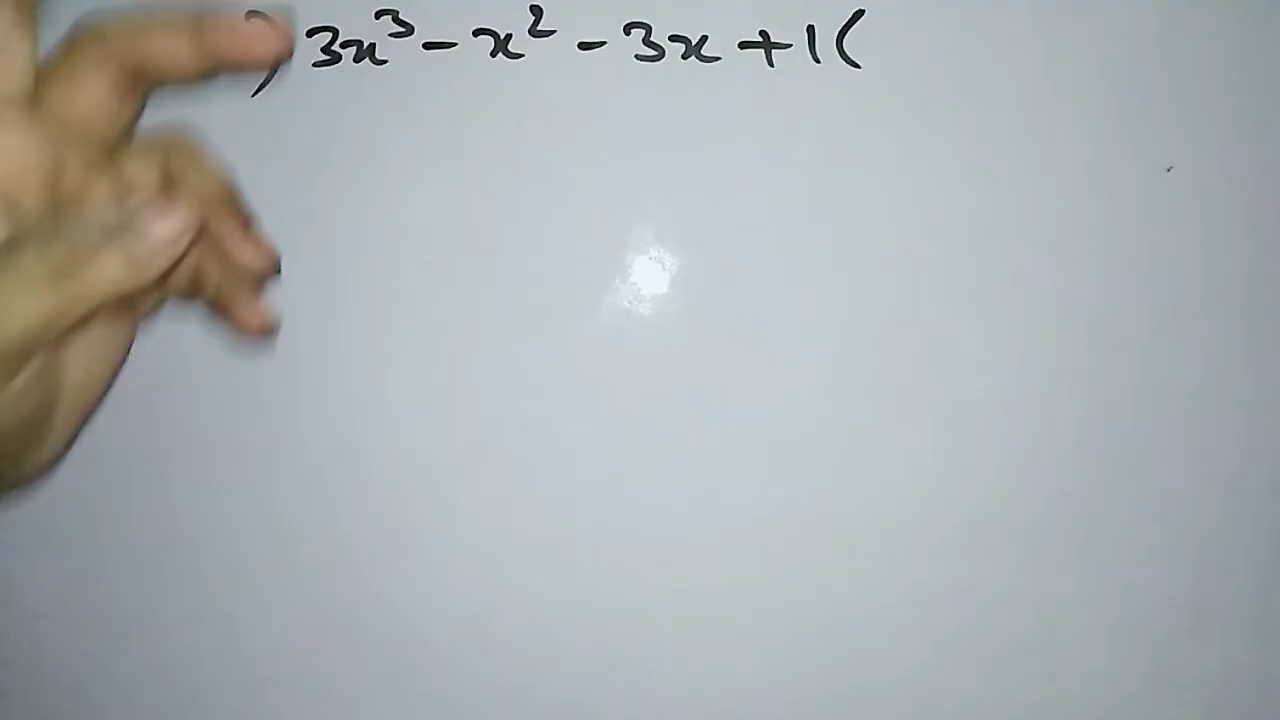 ) 3x³ - x² - 3x + 1 (